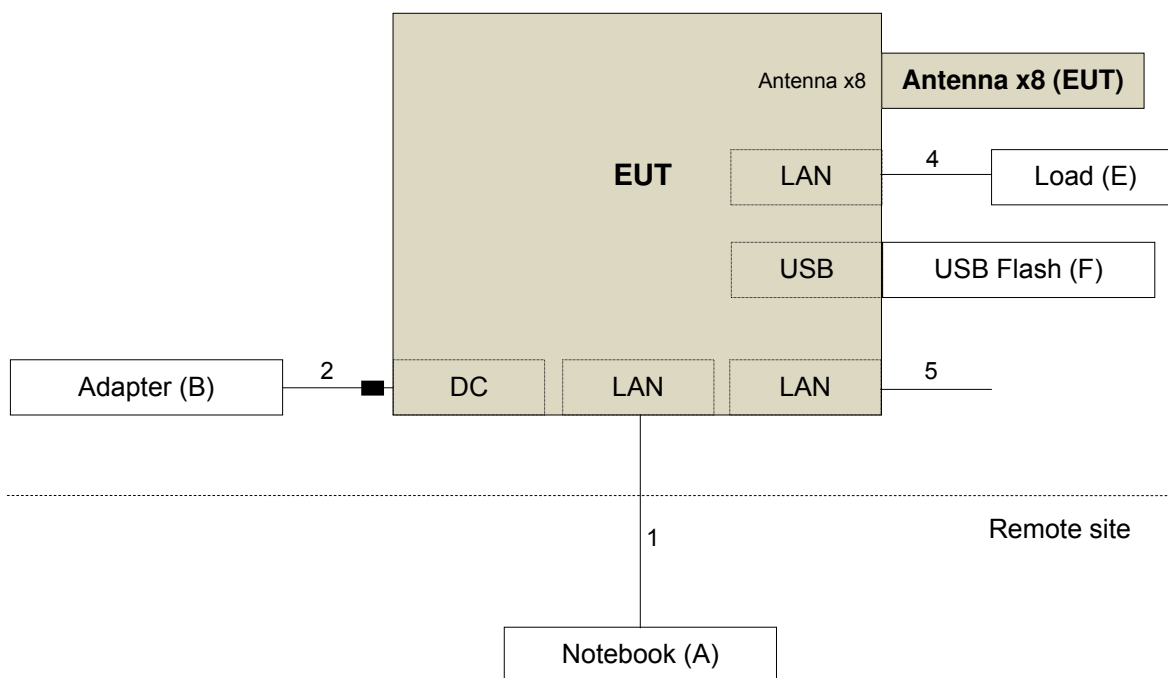 Antenna x8
Antenna x8 (EUT)
EUT
LAN
4
Load (E)
USB
USB Flash (F)
Adapter (B)
2
DC
LAN
LAN
5
Remote site
1
Notebook (A)